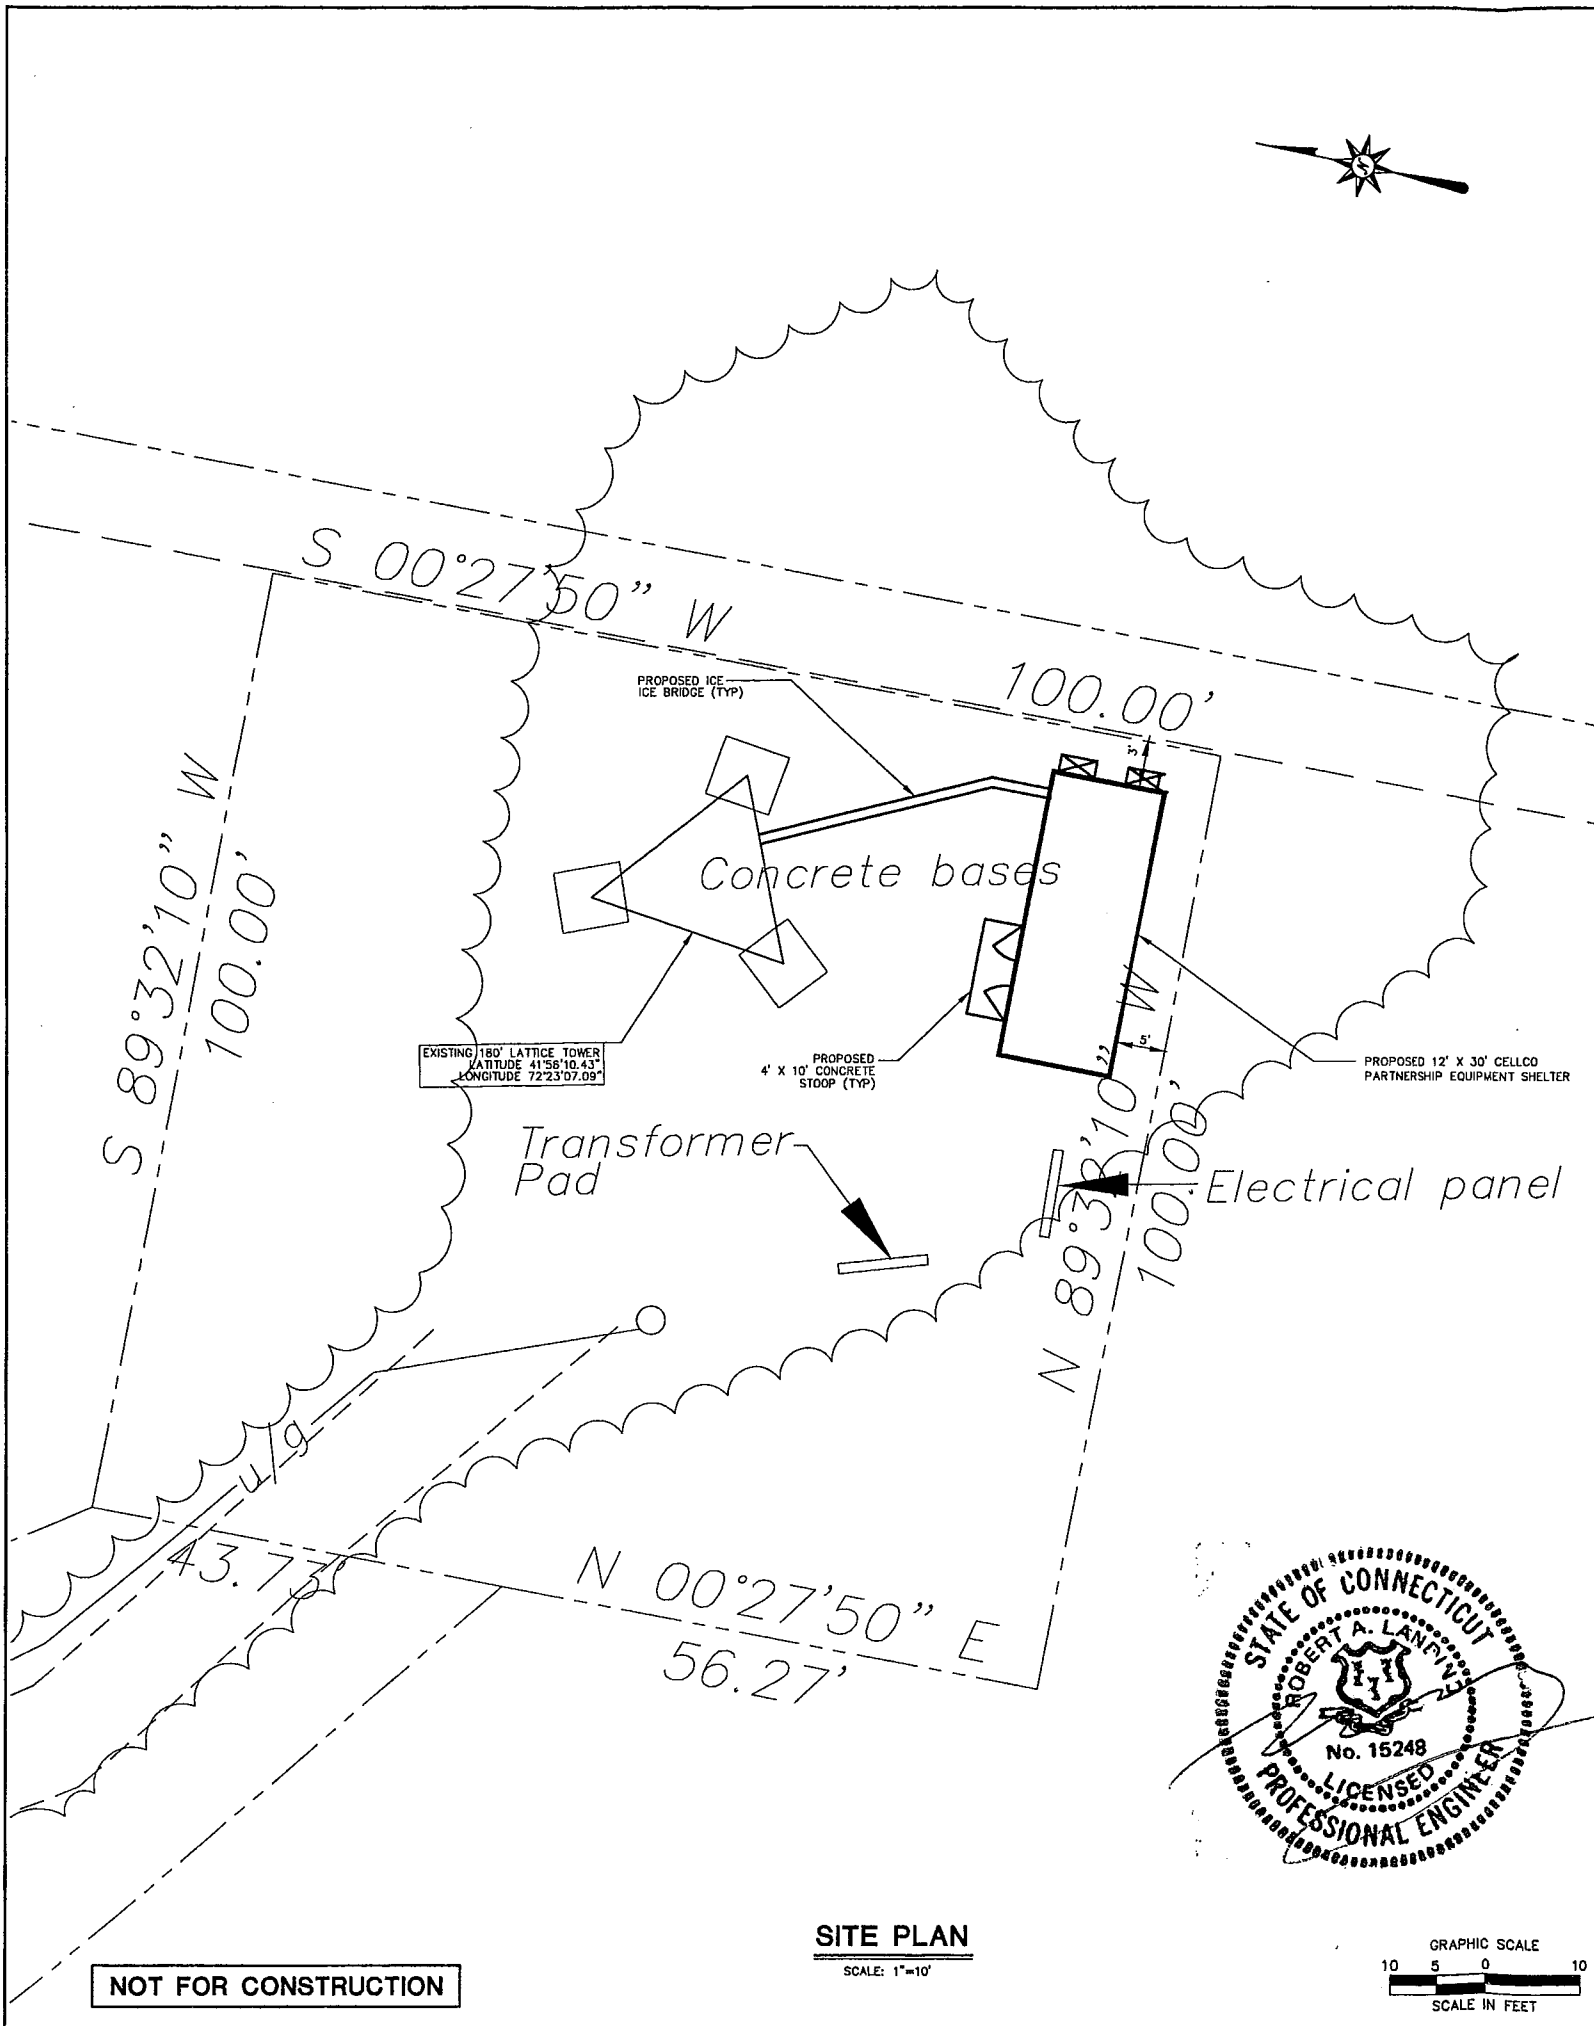 N
S 00°27'50" W
100.00'
PROPOSED ICE
ICE BRIDGE (TYP)
3'
S 89°32'10" W
100.00'
Concrete bases
EXISTING 180' LATTICE TOWER
LATITUDE 41°56'10.43"
LONGITUDE 72°23'07.09"
PROPOSED
4' X 10' CONCRETE
STOOP (TYP)
5'
PROPOSED 12' X 30' CELLCO
PARTNERSHIP EQUIPMENT SHELTER
Transformer
Pad
Electrical panel
N 89°32'10" W
100.00'
u/g
43.73'
N 00°27'50" E
56.27'
STATE OF CONNECTICUT
ROBERT A. LANDINE
No. 15248
LICENSED
PROFESSIONAL ENGINEER
SITE PLAN
SCALE: 1"=10'
NOT FOR CONSTRUCTION
GRAPHIC SCALE
10 5 0 10
SCALE IN FEET